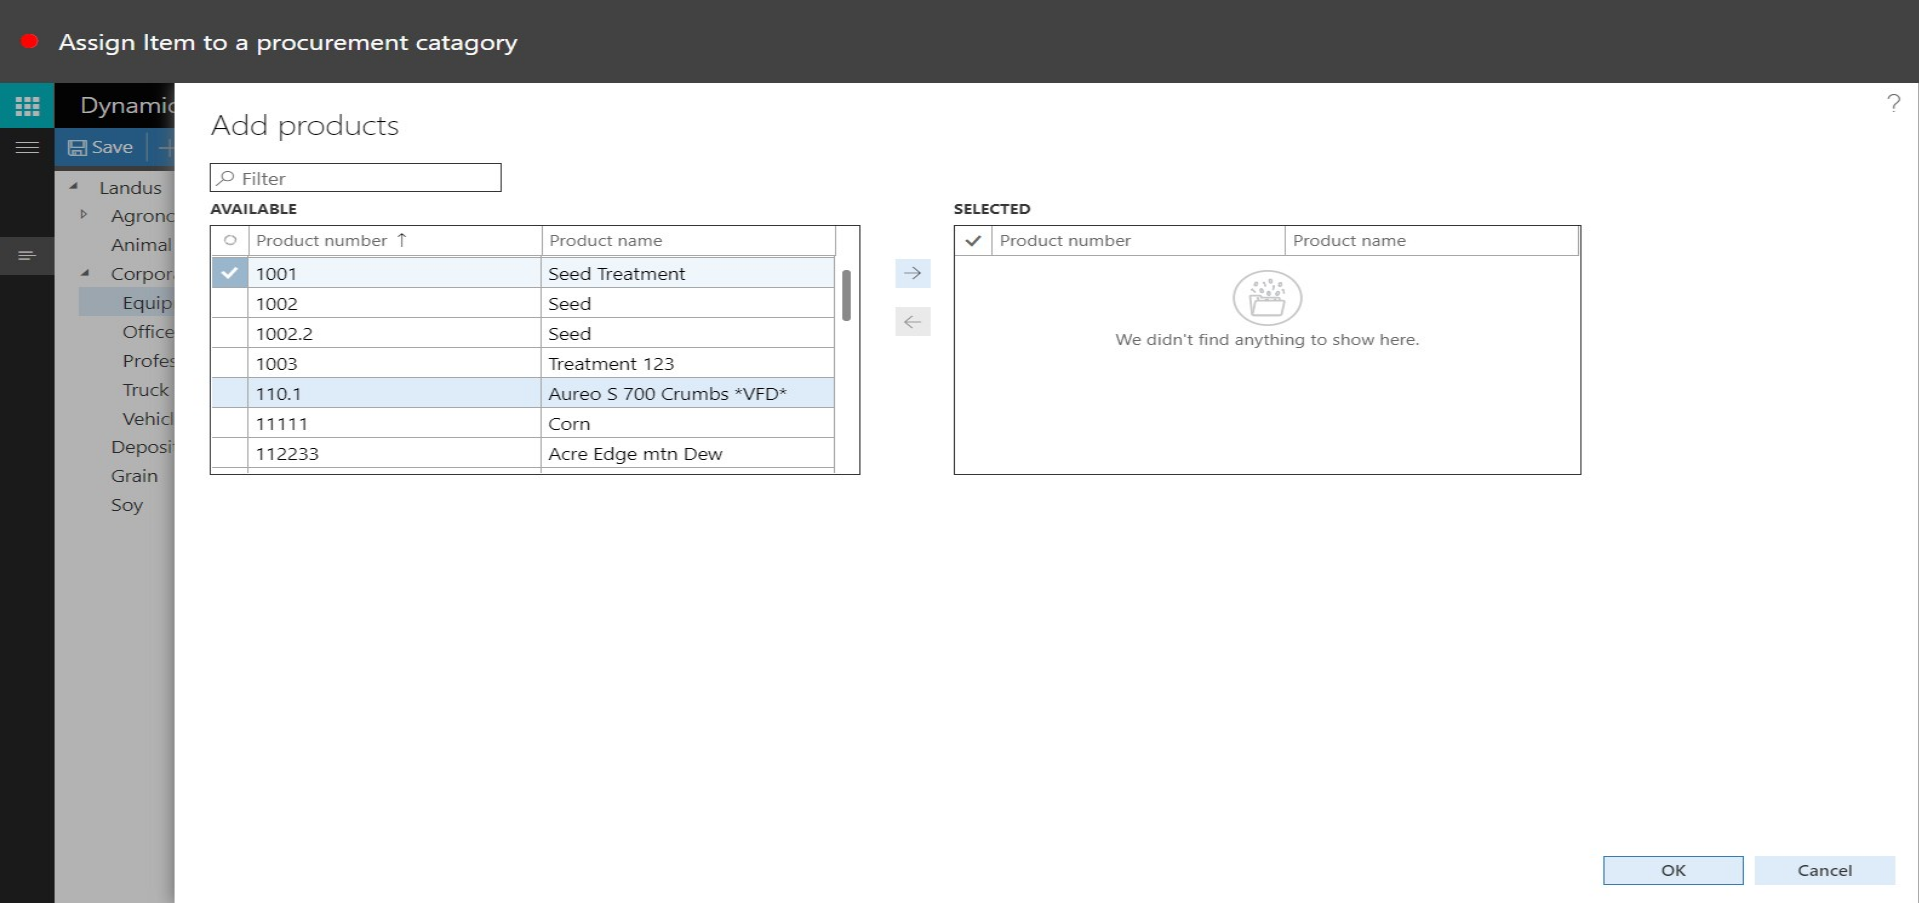 Assign Item to a procurement catagory
Dynamic
Save
Landus
Agrono
Animal
Corpor
Equip
Office
Profes
Truck
Vehicl
Deposi
Grain
Soy
?
Add products
Filter
AVAILABLE
Product number ↑ Product name
1001 Seed Treatment
1002 Seed
1002.2 Seed
1003 Treatment 123
110.1 Aureo S 700 Crumbs *VFD*
11111 Corn
112233 Acre Edge mtn Dew
SELECTED
Product number Product name
We didn't find anything to show here.
OK Cancel